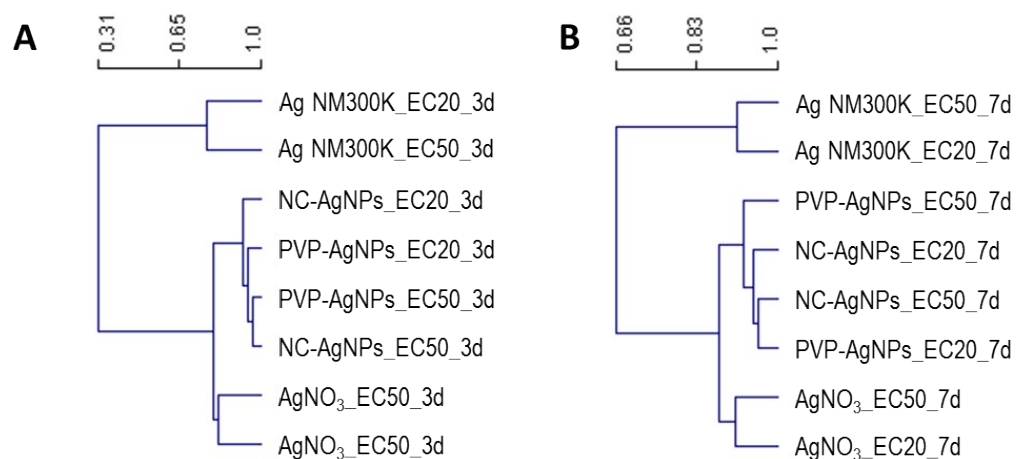 A
0.31
0.65
1.0
Ag NM300K_EC20_3d
Ag NM300K_EC50_3d
NC-AgNPs_EC20_3d
PVP-AgNPs_EC20_3d
PVP-AgNPs_EC50_3d
NC-AgNPs_EC50_3d
AgNO₃_EC50_3d
AgNO₃_EC50_3d
B
0.66
0.83
1.0
Ag NM300K_EC50_7d
Ag NM300K_EC20_7d
PVP-AgNPs_EC50_7d
NC-AgNPs_EC20_7d
NC-AgNPs_EC50_7d
PVP-AgNPs_EC20_7d
AgNO₃_EC50_7d
AgNO₃_EC20_7d